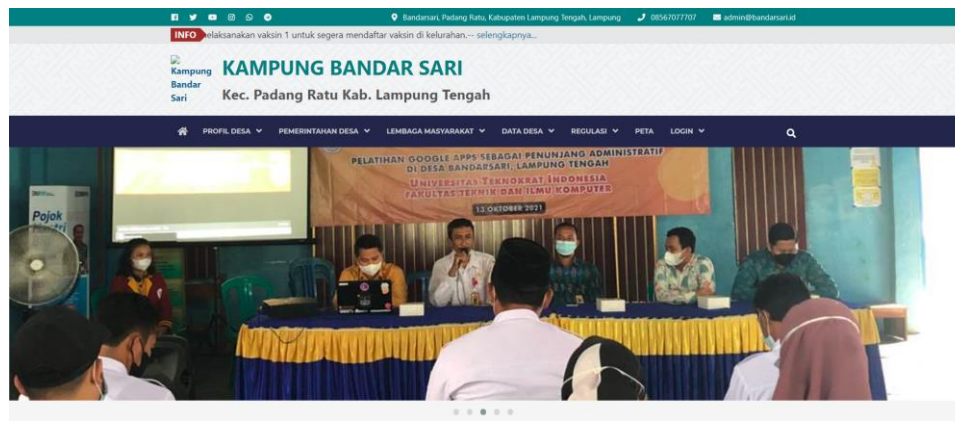 Bandarsari, Padang Ratu, Kabupaten Lampung Tengah, Lampung 08567077707 admin@bandarsari.id
INFO elaksanakan vaksin 1 untuk segera mendaftar vaksin di kelurahan.-- selengkapnya...
Kampung Bandar Sari
KAMPUNG BANDAR SARI
Kec. Padang Ratu Kab. Lampung Tengah
PROFIL DESA PEMERINTAHAN DESA LEMBAGA MASYARAKAT DATA DESA REGULASI PETA LOGIN
PELATIHAN GOOGLE APPS SEBAGAI PENUNJANG ADMINISTRATIF
DI DESA BANDARSARI, LAMPUNG TENGAH
UNIVERSITAS TEKNOKRAT INDONESIA
FAKULTAS TEKNIK DAN ILMU KOMPUTER
13 OKTOBER 2021
Pojok